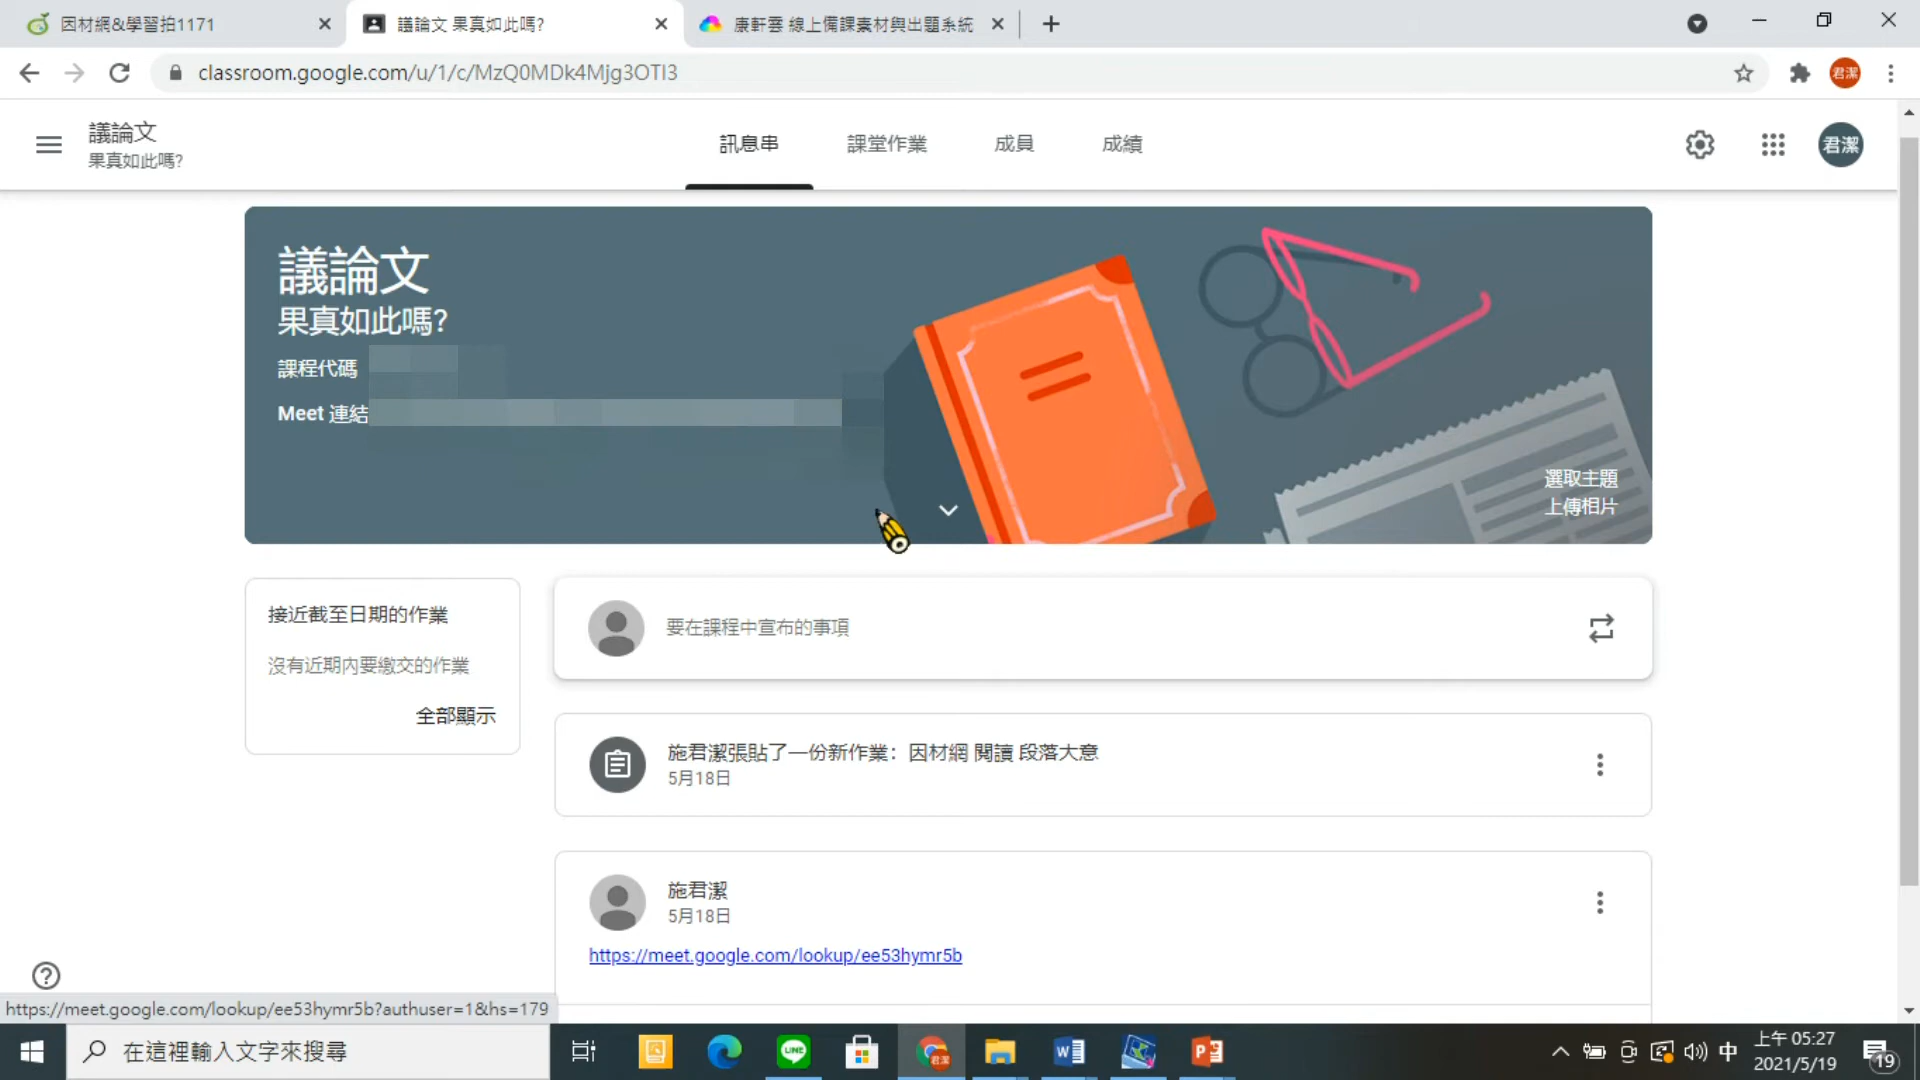 因材網&學習拍1171
議論文 果真如此嗎?
康軒雲 線上備課素材與出題系統
classroom.google.com/u/1/c/MzQ0MDk4Mjg3OTI3
君潔
議論文
果真如此嗎?
訊息串
課堂作業
成員
成績
君潔
議論文
果真如此嗎?
課程代碼
Meet 連結
選取主題
上傳相片
接近截至日期的作業
沒有近期內要繳交的作業
全部顯示
要在課程中宣布的事項
施君潔張貼了一份新作業：因材網 閱讀 段落大意
5月18日
施君潔
5月18日
https://meet.google.com/lookup/ee53hymr5b
https://meet.google.com/lookup/ee53hymr5b?authuser=1&hs=179
在這裡輸入文字來搜尋
LINE
君潔
中
上午 05:27
2021/5/19
19